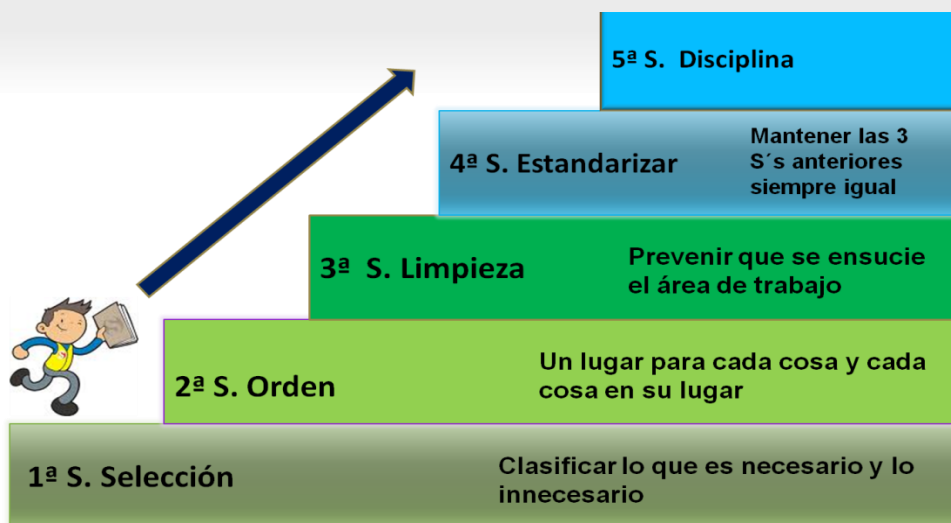 5ª S. Disciplina
4ª S. Estandarizar
Mantener las 3
S´s anteriores
siempre igual
3ª S. Limpieza
Prevenir que se ensucie
el área de trabajo
2ª S. Orden
Un lugar para cada cosa y cada
cosa en su lugar
1ª S. Selección
Clasificar lo que es necesario y lo
innecesario